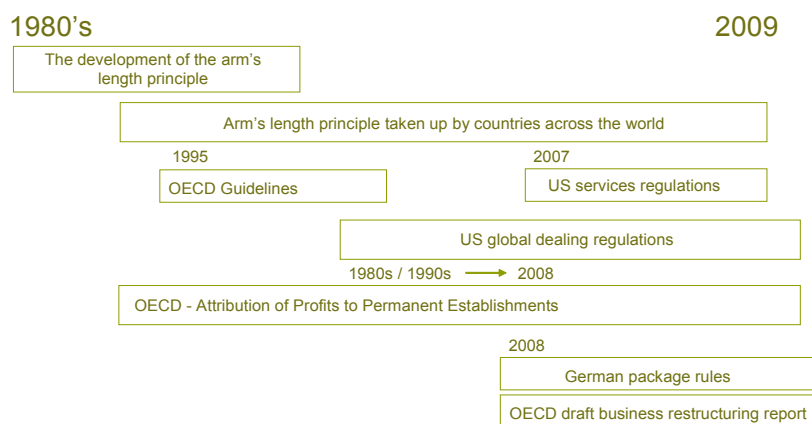 1980’s
2009
The development of the arm’s
length principle
Arm’s length principle taken up by countries across the world
1995
2007
OECD Guidelines
US services regulations
US global dealing regulations
1980s / 1990s
2008
OECD - Attribution of Profits to Permanent Establishments
2008
German package rules
OECD draft business restructuring report